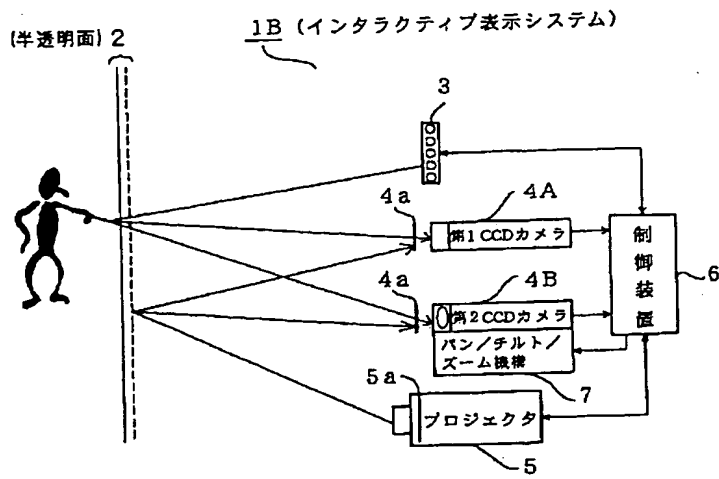 1B (インタラクティブ表示システム)
(半透明面) 2
3
4a
4A
第1CCDカメラ
制御装置
6
4a
4B
第2CCDカメラ
パン/チルト/
ズーム機構
7
5a
プロジェクタ
5